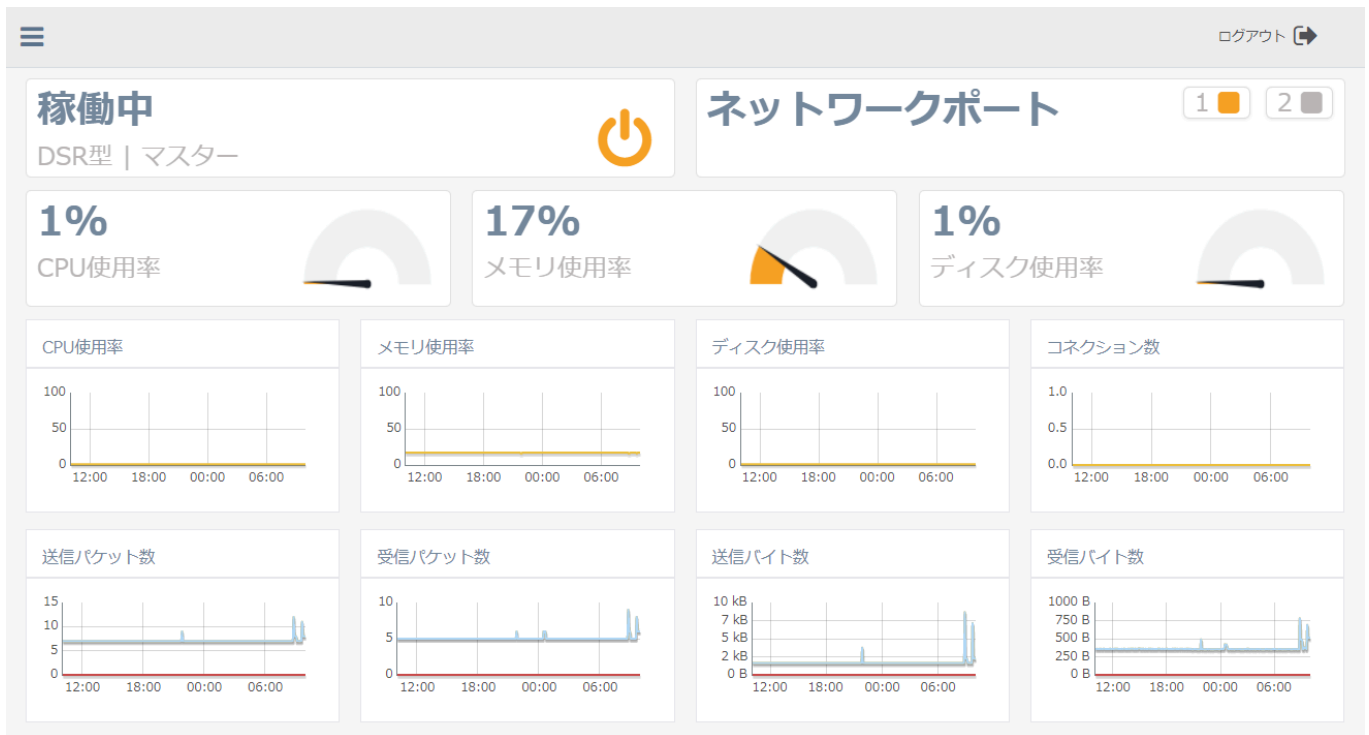 ログアウト
稼働中
DSR型 | マスター
ネットワークポート
1
2
1%
CPU使用率
17%
メモリ使用率
1%
ディスク使用率
CPU使用率
100
50
0
12:00 18:00 00:00 06:00
メモリ使用率
100
50
0
12:00 18:00 00:00 06:00
ディスク使用率
100
50
0
12:00 18:00 00:00 06:00
コネクション数
1.0
0.5
0.0
12:00 18:00 00:00 06:00
送信パケット数
15
10
5
0
12:00 18:00 00:00 06:00
受信パケット数
10
5
0
12:00 18:00 00:00 06:00
送信バイト数
10 kB
7 kB
5 kB
2 kB
0 B
12:00 18:00 00:00 06:00
受信バイト数
1000 B
750 B
500 B
250 B
0 B
12:00 18:00 00:00 06:00